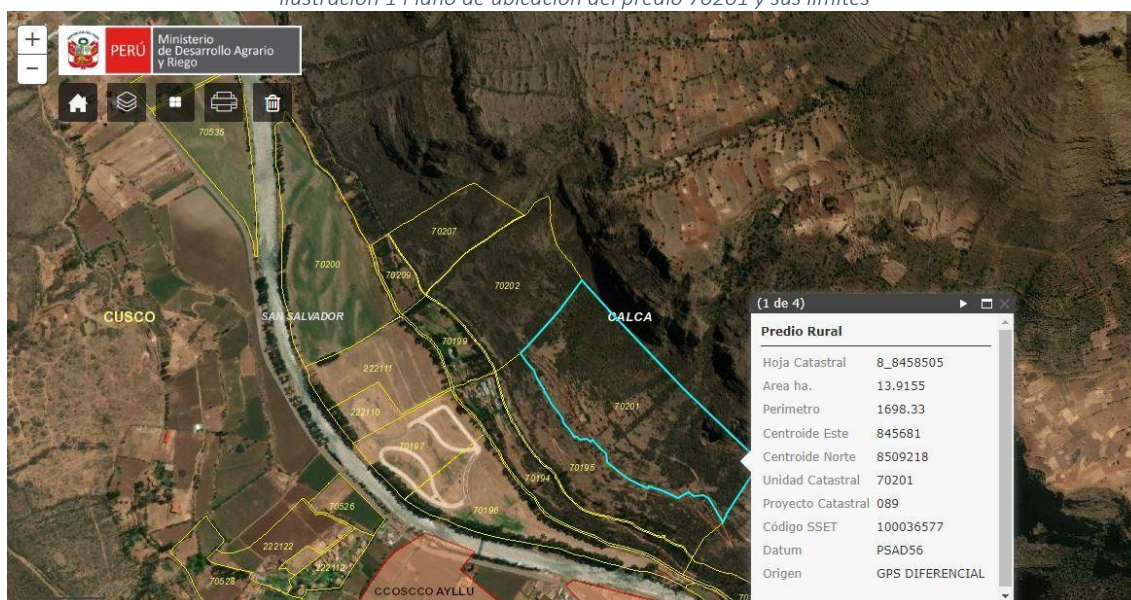 Ilustración 1 Plano de ubicación del predio 70201 y sus límites
+
−
PERÚ
Ministerio
de Desarrollo Agrario
y Riego
70536
70207
70200
70209
70202
CUSCO
SAN SALVADOR
CALCA
70199
222111
222110
70201
70197
70195
70194
70196
70526
222122
222112
70528
CCOSCCO AYLLU
(1 de 4)
Predio Rural
Hoja Catastral 8_8458505
Area ha. 13.9155
Perimetro 1698.33
Centroide Este 845681
Centroide Norte 8509218
Unidad Catastral 70201
Proyecto Catastral 089
Código SSET 100036577
Datum PSAD56
Origen GPS DIFERENCIAL